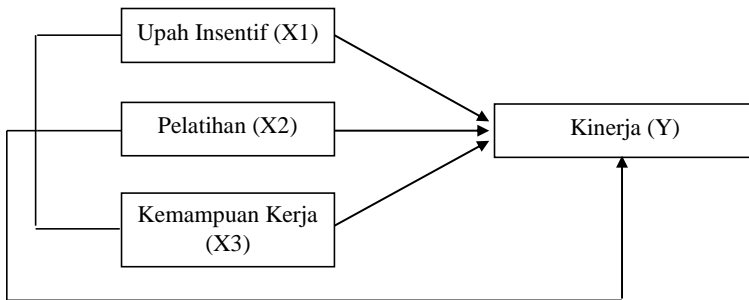 Upah Insentif (X1)
Pelatihan (X2)
Kinerja (Y)
Kemampuan Kerja
(X3)